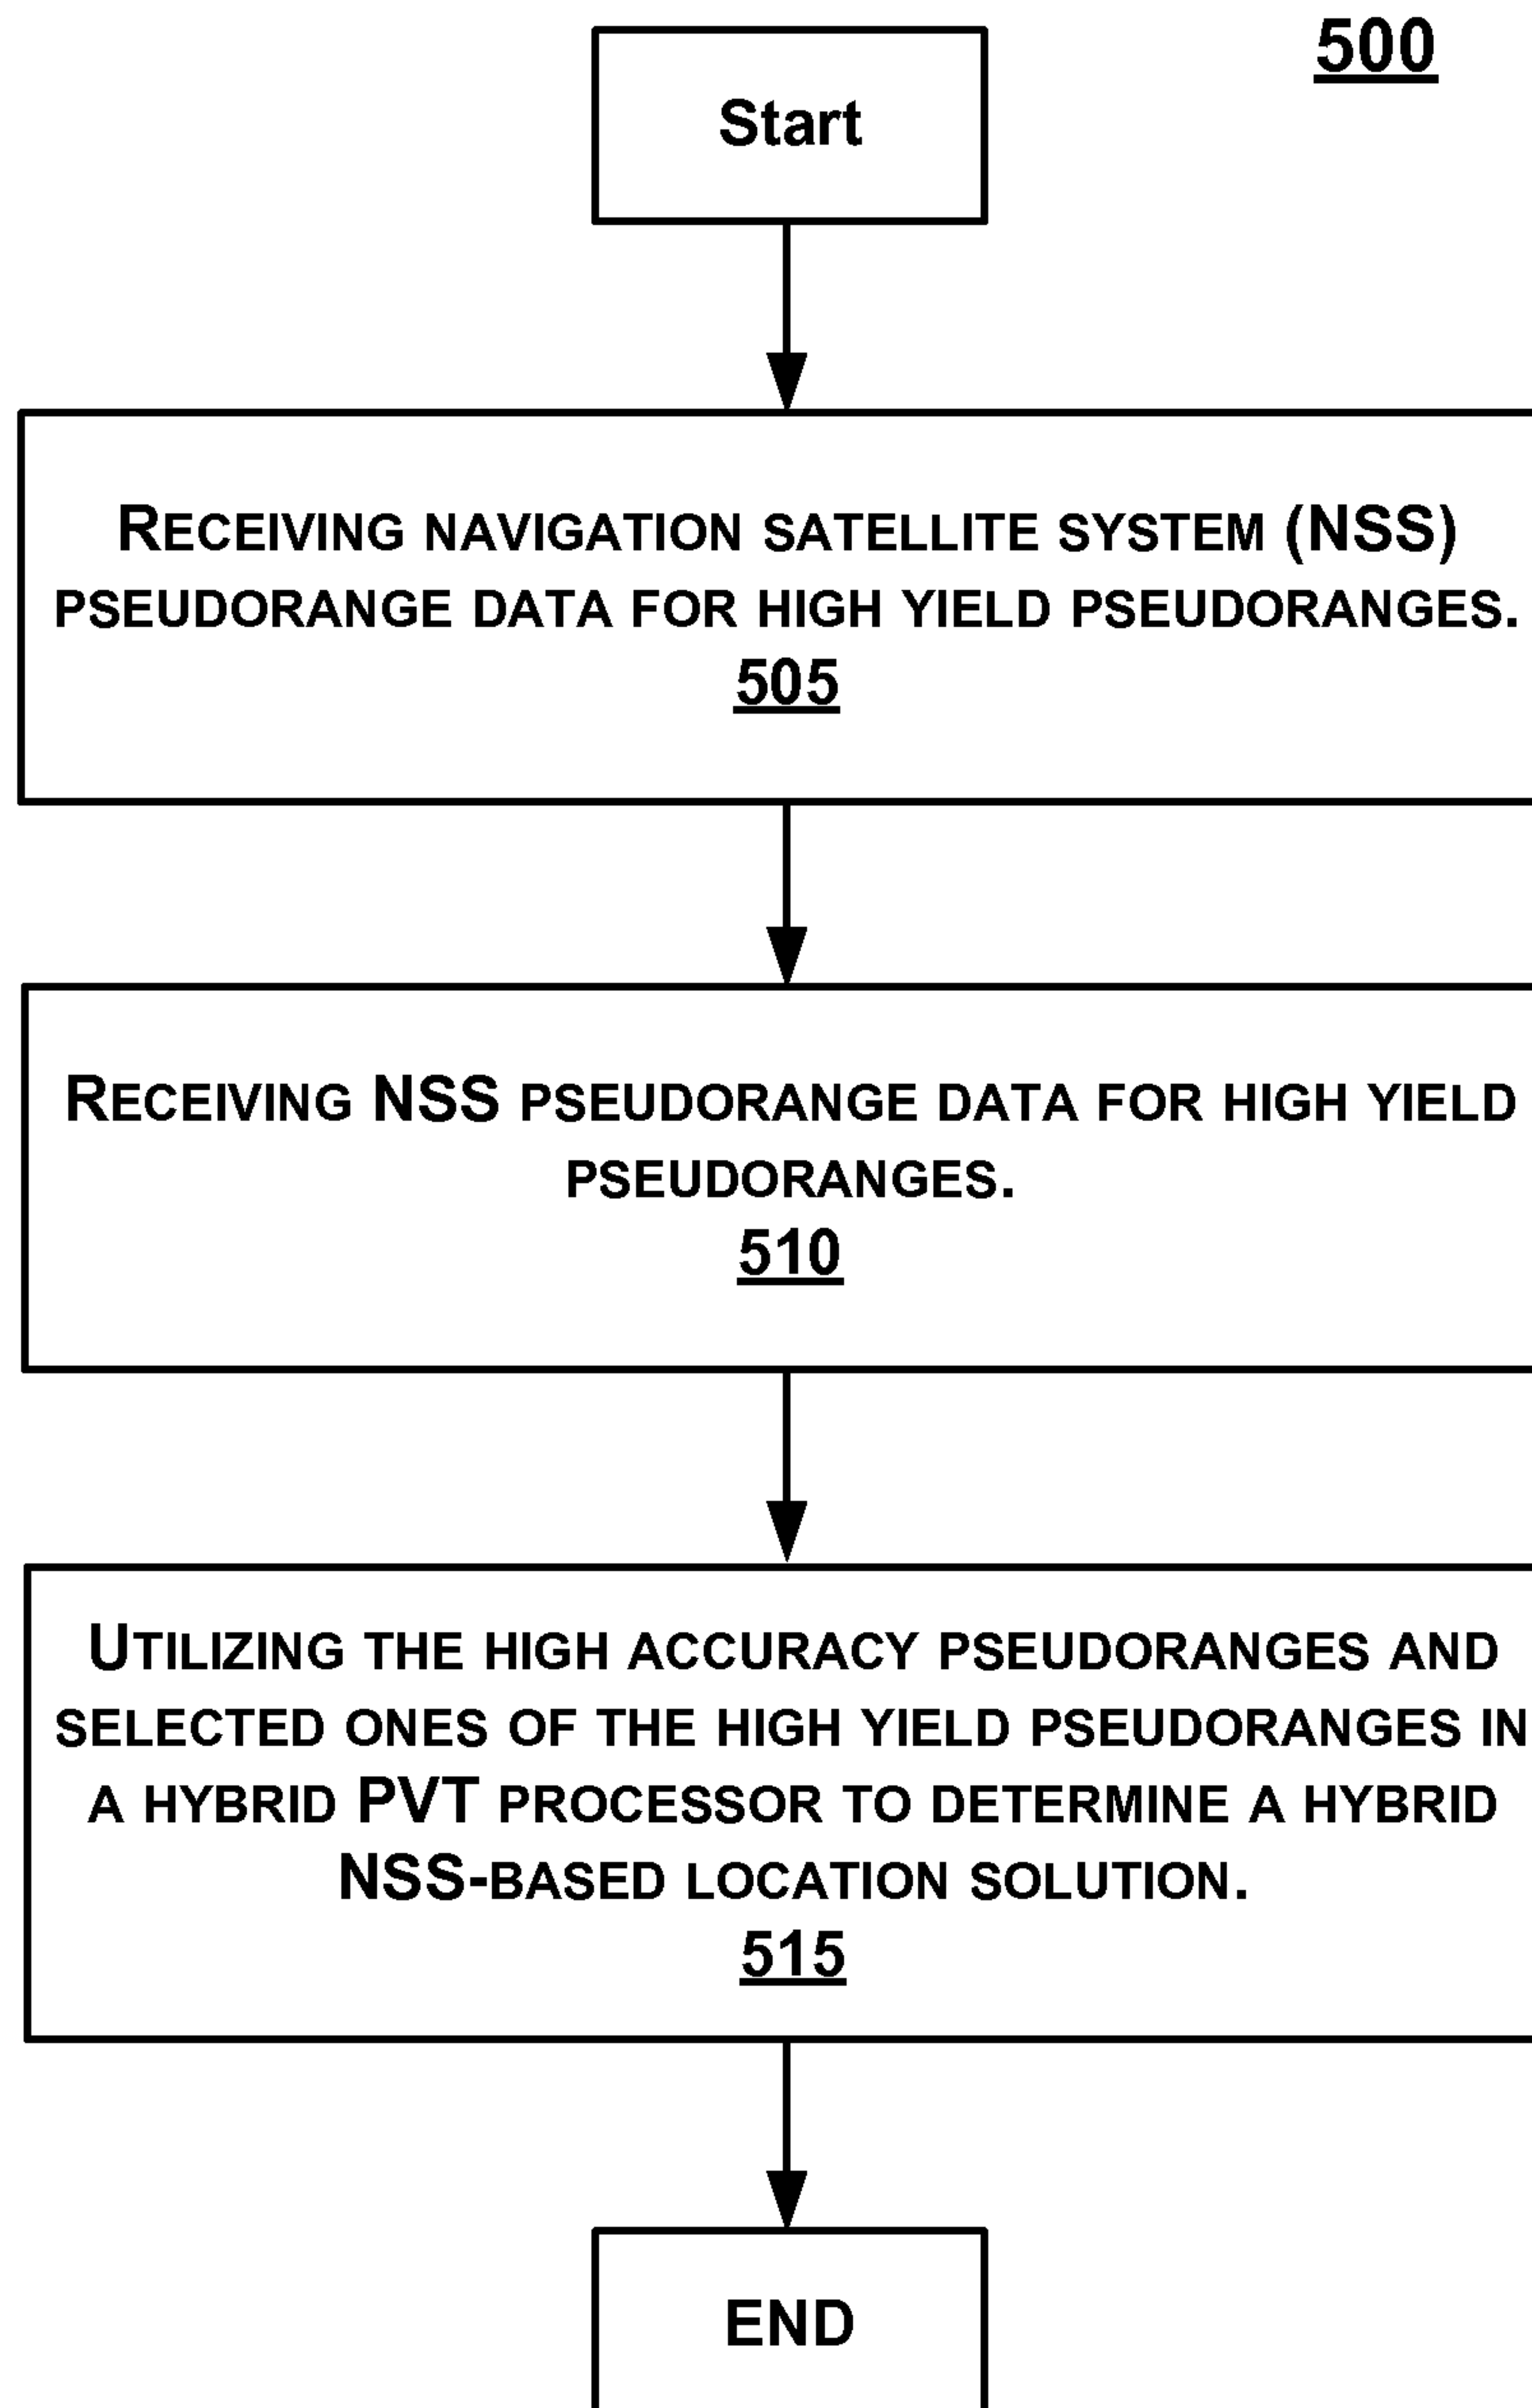 500
Start
RECEIVING NAVIGATION SATELLITE SYSTEM (NSS)
PSEUDORANGE DATA FOR HIGH YIELD PSEUDORANGES.
505
RECEIVING NSS PSEUDORANGE DATA FOR HIGH YIELD
PSEUDORANGES.
510
UTILIZING THE HIGH ACCURACY PSEUDORANGES AND
SELECTED ONES OF THE HIGH YIELD PSEUDORANGES IN
A HYBRID PVT PROCESSOR TO DETERMINE A HYBRID
NSS-BASED LOCATION SOLUTION.
515
END